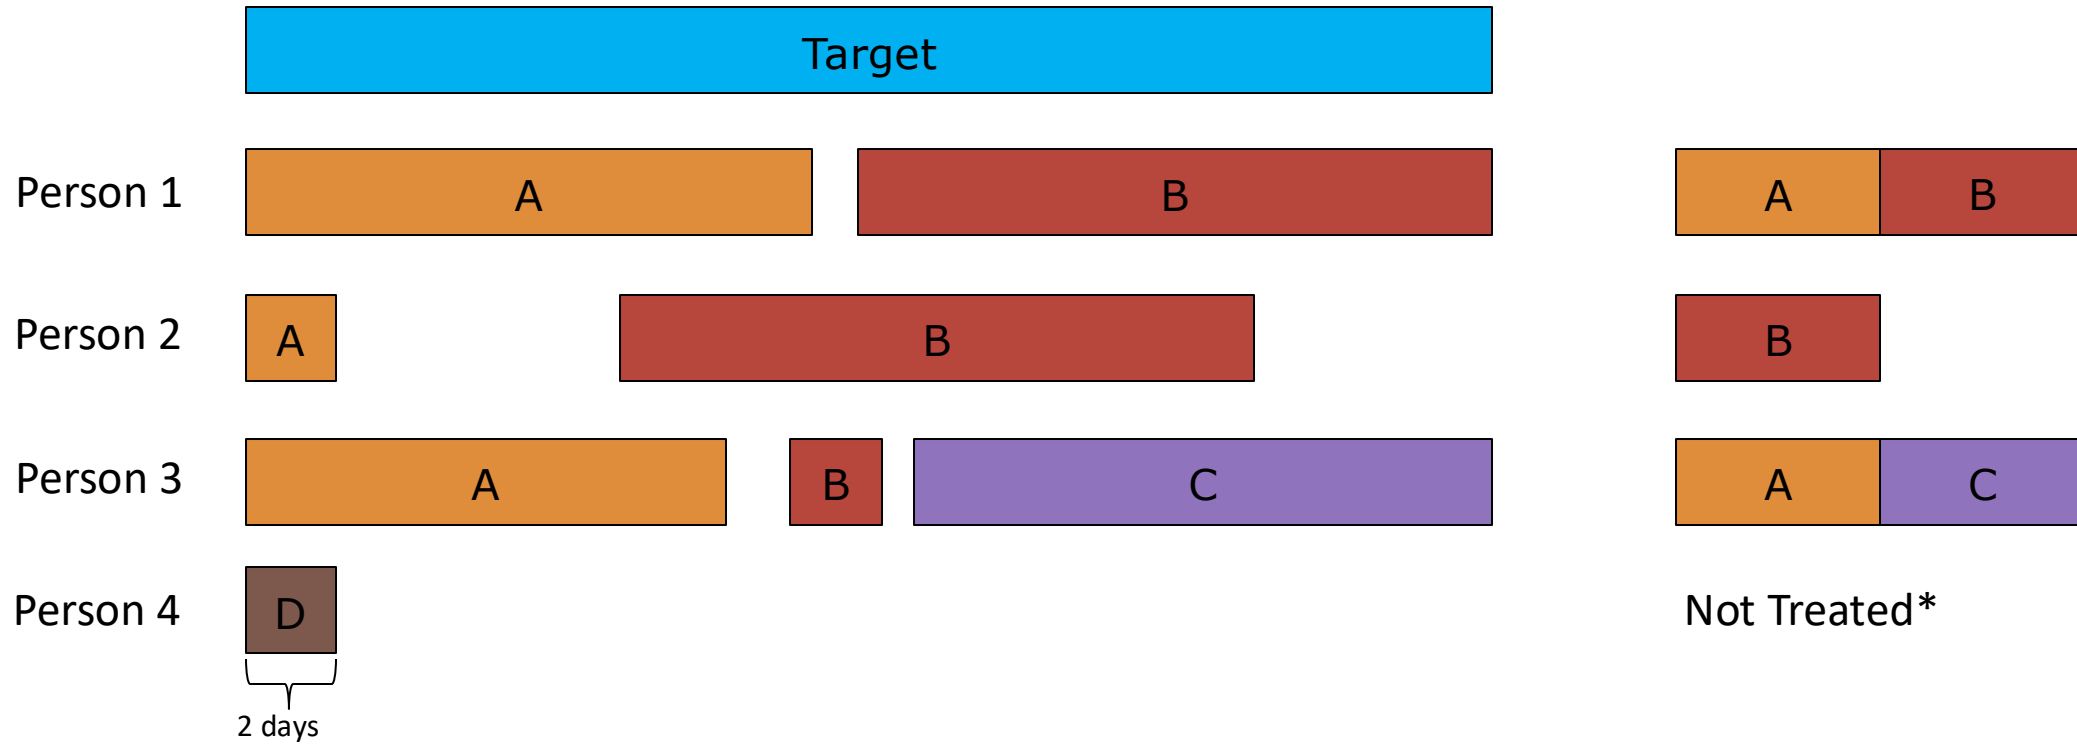 Target
Person 1 A B A B
Person 2 A B B
Person 3 A B C A C
Person 4 D Not Treated*
2 days